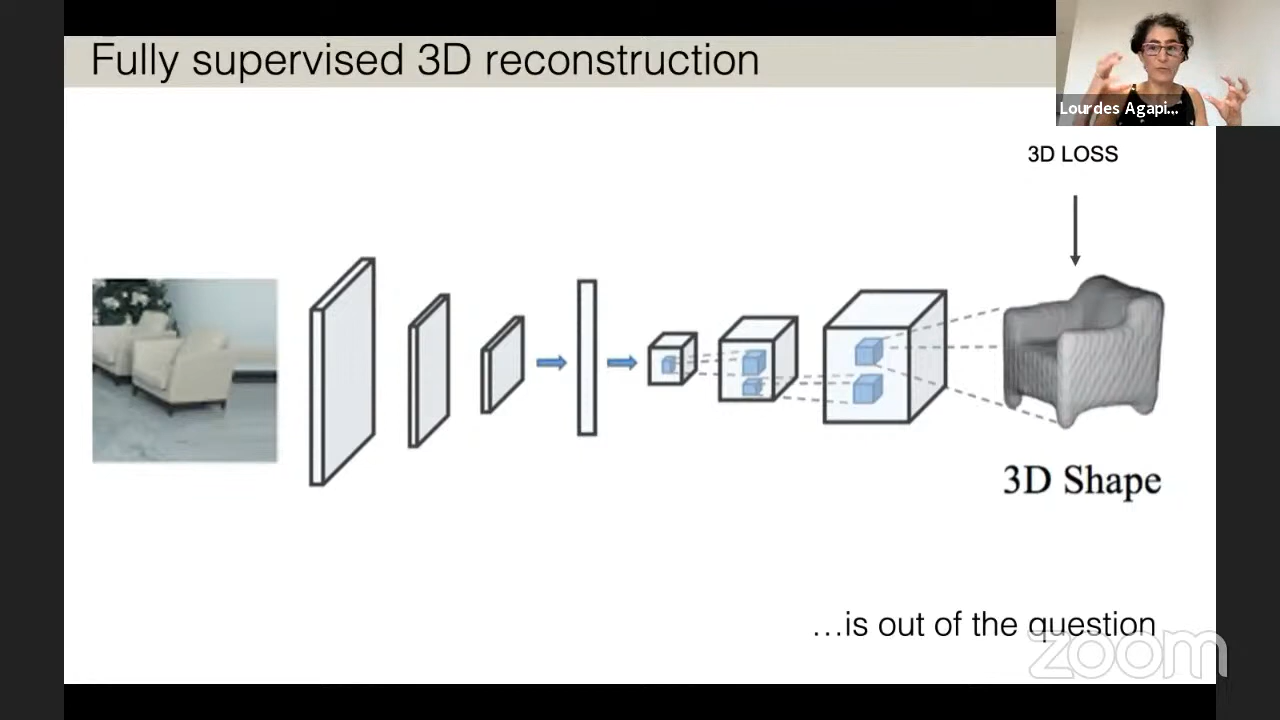 Fully supervised 3D reconstruction
Lourdes Agapi...
3D LOSS
3D Shape
...is out of the question
zoom